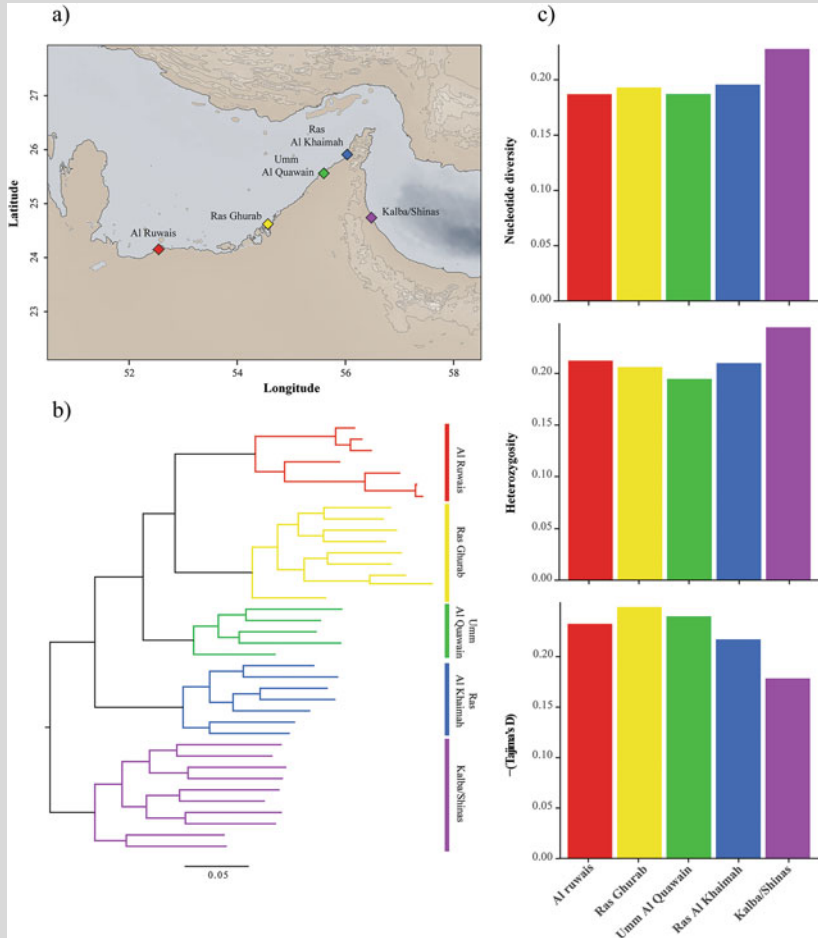 a)
27
26
25
24
23
Latitude
52
54
56
58
Longitude
Ras
Al Khaimah
Umm
Al Quawain
Ras Ghurab
Al Ruwais
Kalba/Shinas
b)
Al Ruwais
Ras Ghurab
Umm
Al Quawain
Ras
Al Khaimah
Kalba/Shinas
0.05
c)
Nucleotide diversity
0.20
0.15
0.10
0.05
0.00
Heterozygosity
0.20
0.15
0.10
0.05
0.00
−(Tajima's D)
0.20
0.15
0.10
0.05
0.00
Al ruwais
Ras Ghurab
Umm Al Quawain
Ras Al Khaimah
Kalba/Shinas